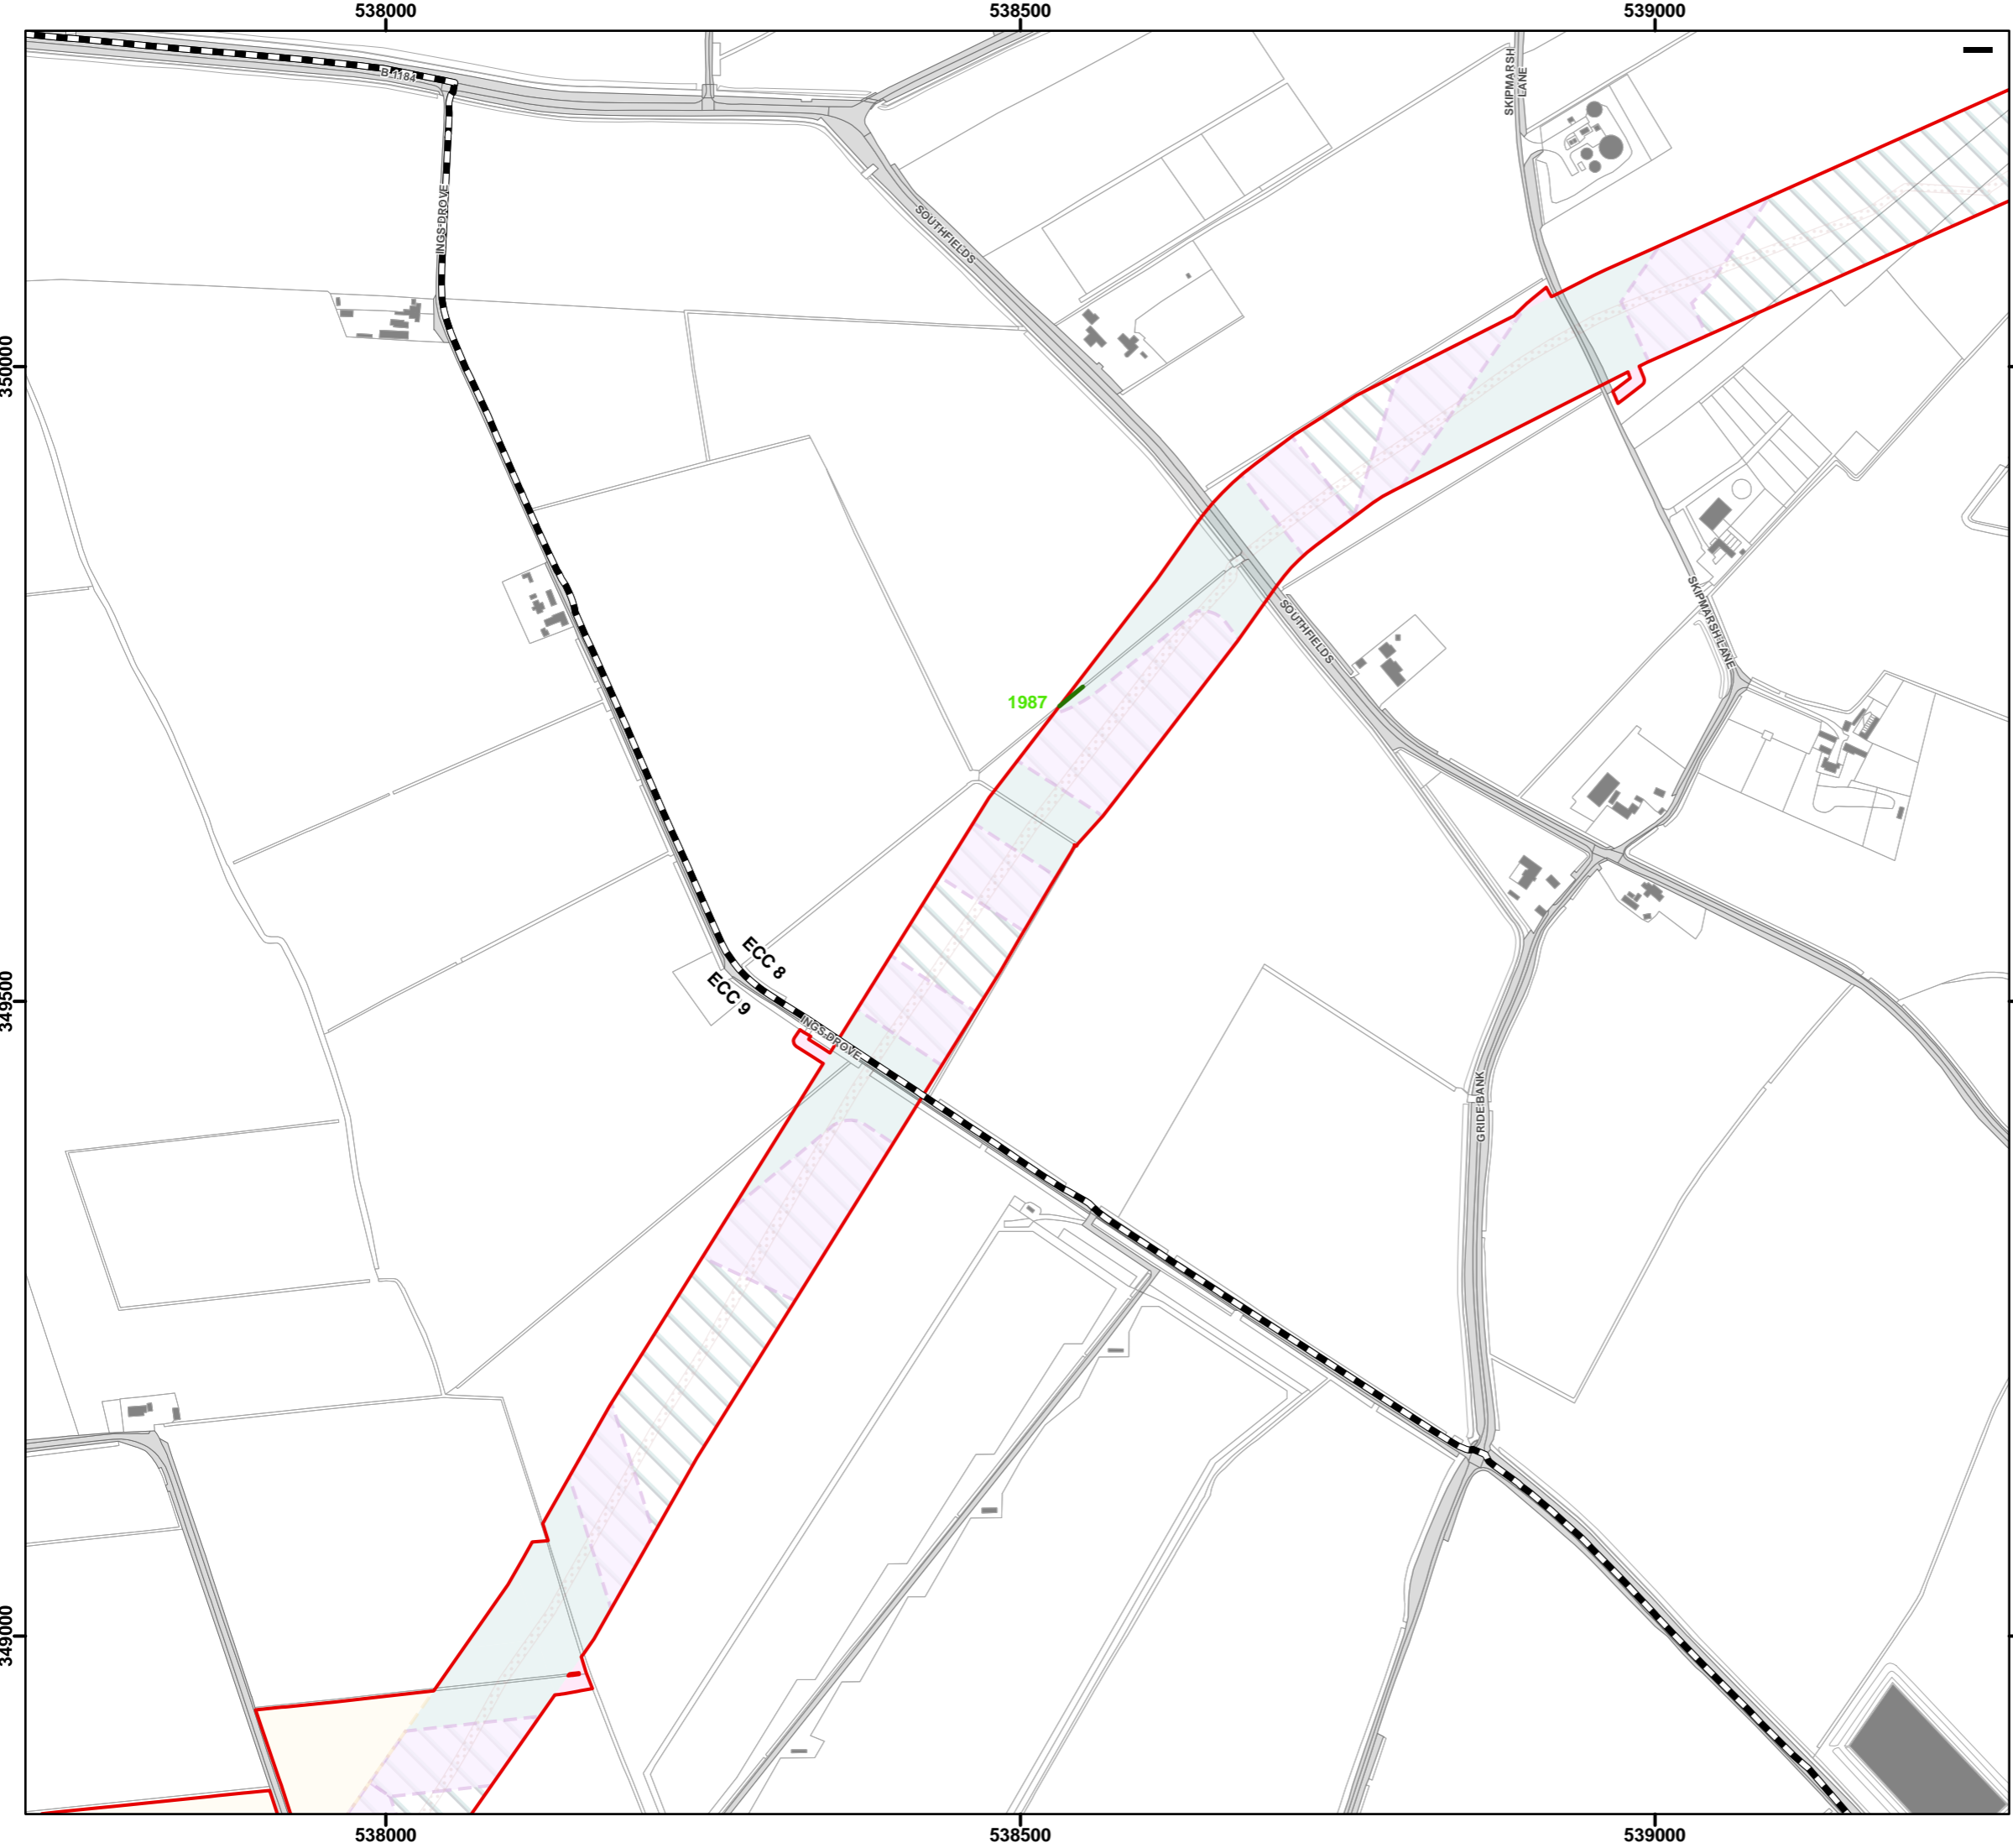 538000
538500
539000
B 1184
SKIPMARSH
LANE
INGS DROVE
SOUTHFIELDS
350000
SOUTHFIELDS
SKIPMARSH LANE
1987
ECC 8
ECC 9
349500
INGS DROVE
GRIDE BANK
349000
538000
538500
539000